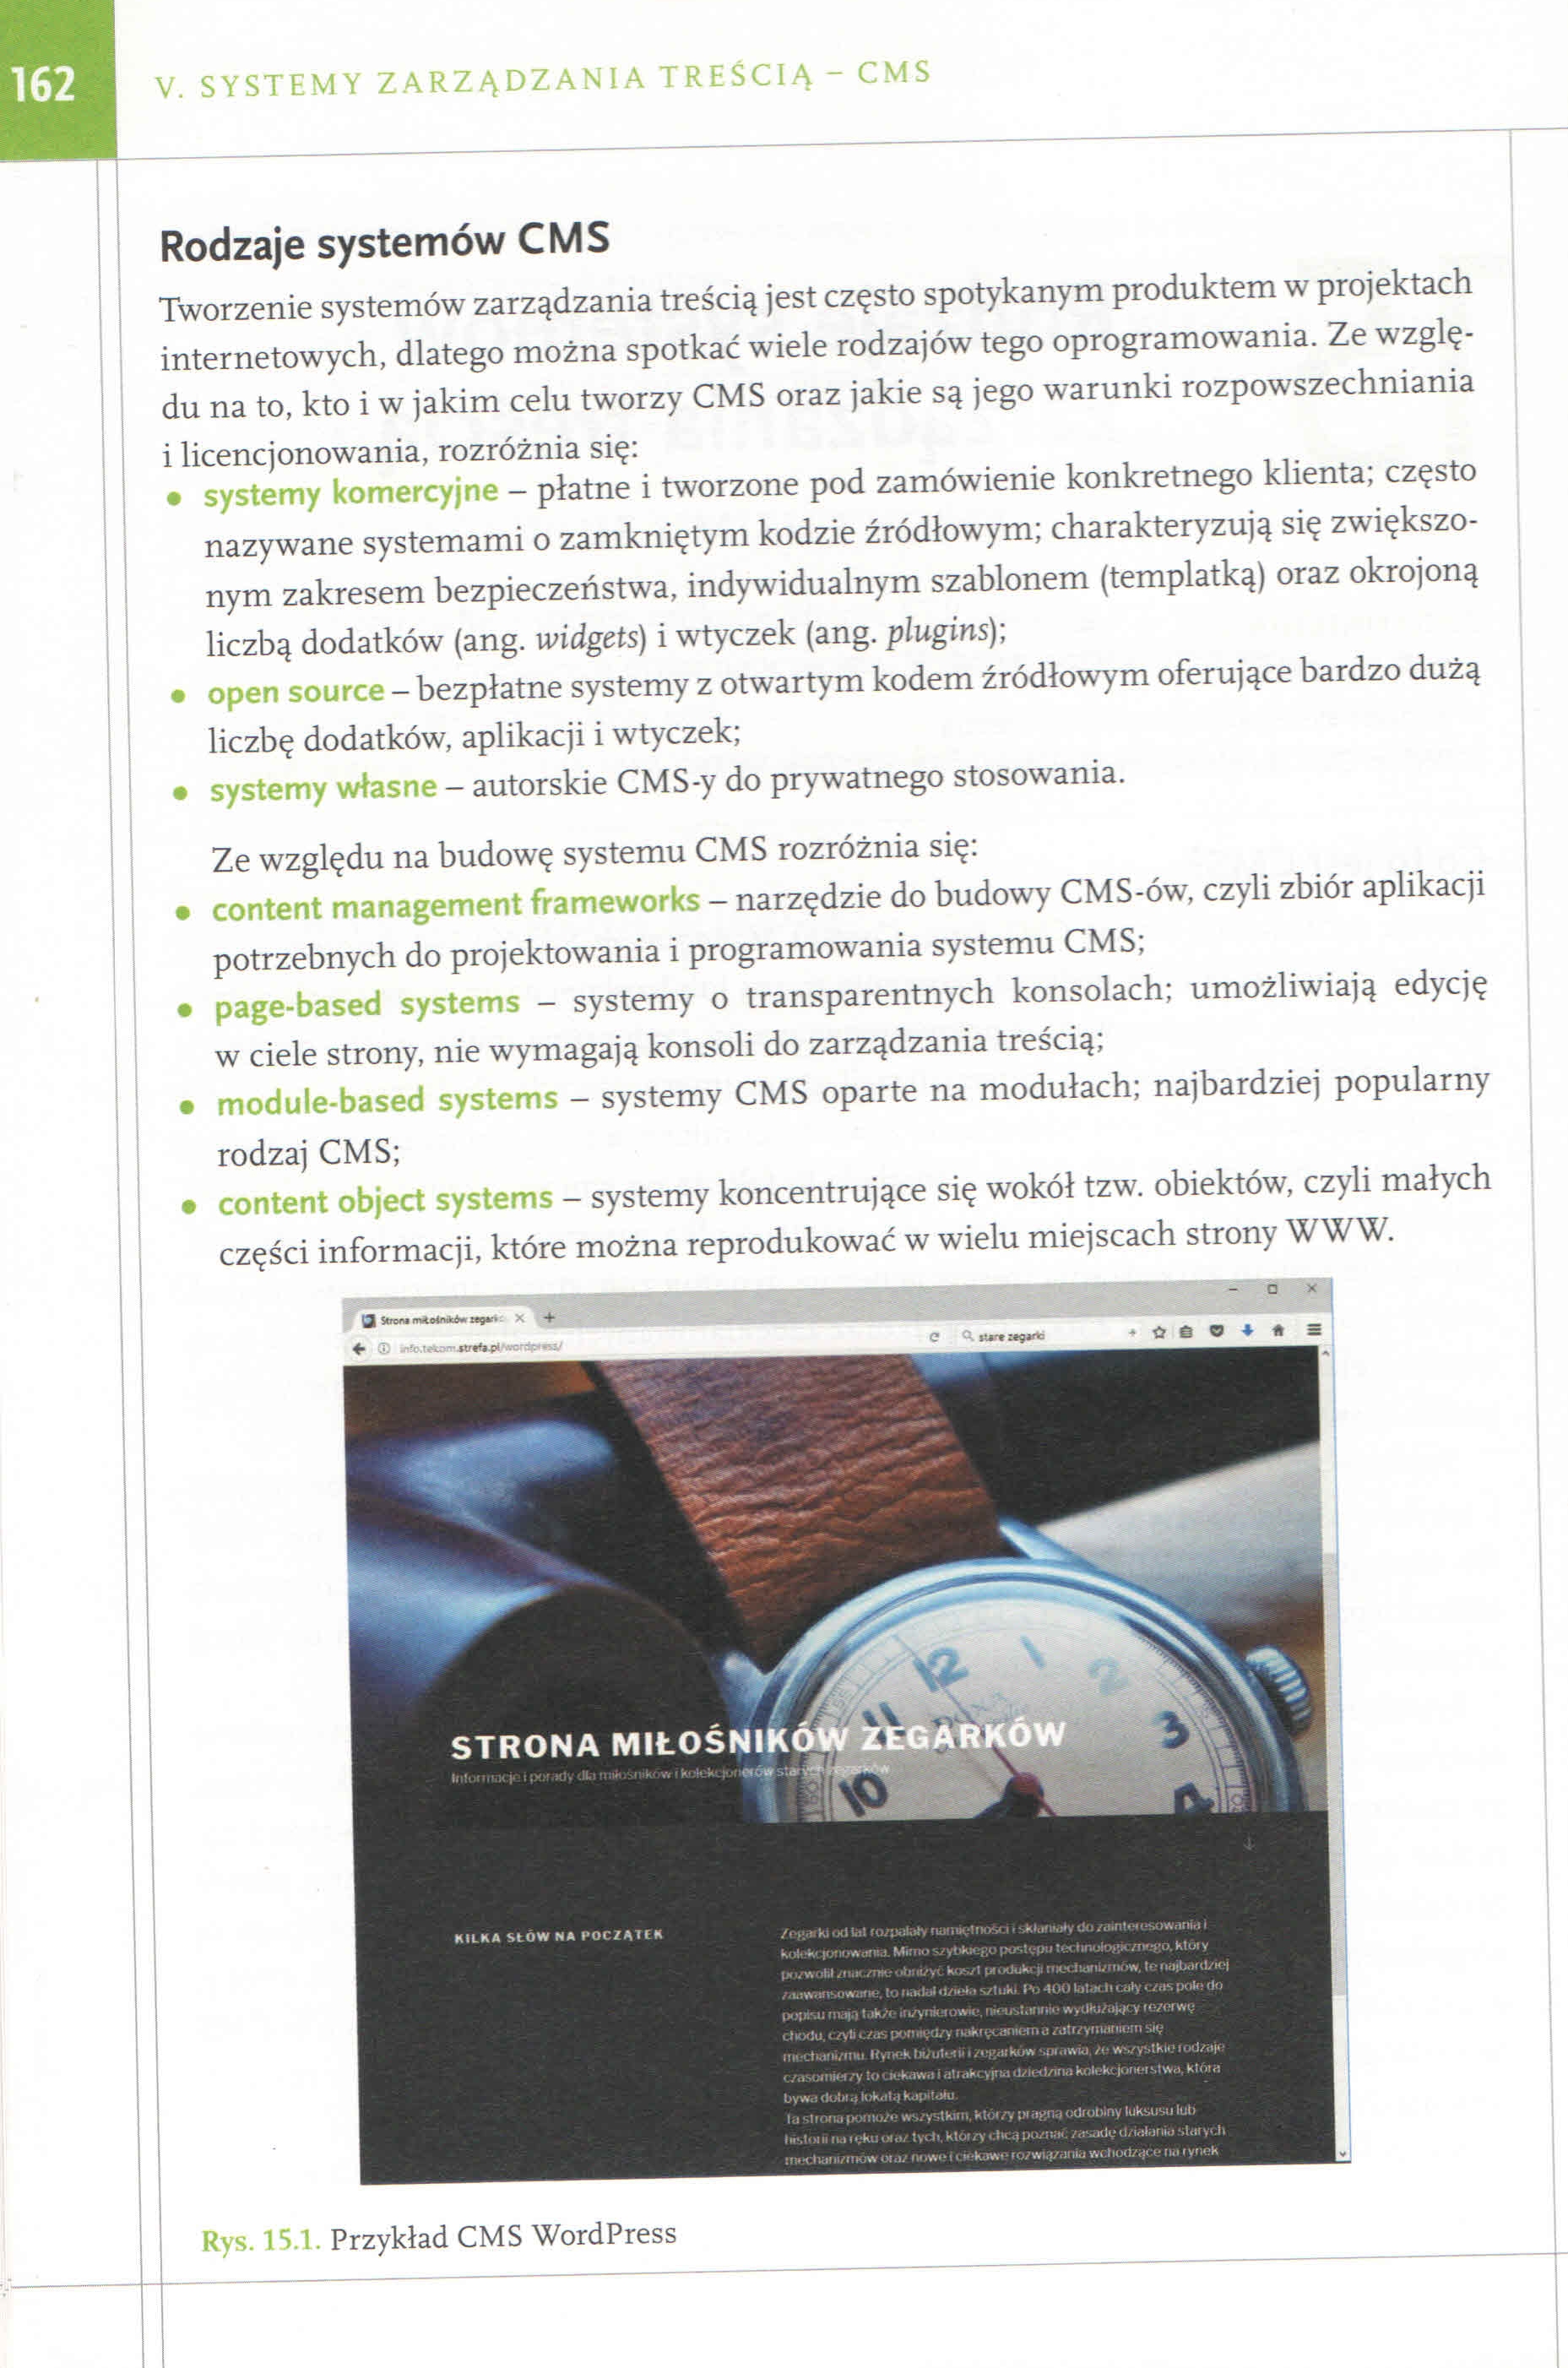 162
V. SYSTEMY ZARZĄDZANIA TREŚCIĄ – CMS
Rodzaje systemów CMS
Tworzenie systemów zarządzania treścią jest często spotykanym produktem w projektach
internetowych, dlatego można spotkać wiele rodzajów tego oprogramowania. Ze wzglę-
du na to, kto i w jakim celu tworzy CMS oraz jakie są jego warunki rozpowszechniania
i licencjonowania, rozróżnia się:
• systemy komercyjne – płatne i tworzone pod zamówienie konkretnego klienta; często
nazywane systemami o zamkniętym kodzie źródłowym; charakteryzują się zwiększo-
nym zakresem bezpieczeństwa, indywidualnym szablonem (templatką) oraz okrojoną
liczbą dodatków (ang. widgets) i wtyczek (ang. plugins);
• open source – bezpłatne systemy z otwartym kodem źródłowym oferujące bardzo dużą
liczbę dodatków, aplikacji i wtyczek;
• systemy własne – autorskie CMS-y do prywatnego stosowania.
Ze względu na budowę systemu CMS rozróżnia się:
• content management frameworks – narzędzie do budowy CMS-ów, czyli zbiór aplikacji
potrzebnych do projektowania i programowania systemu CMS;
• page-based systems – systemy o transparentnych konsolach; umożliwiają edycję
w ciele strony, nie wymagają konsoli do zarządzania treścią;
• module-based systems – systemy CMS oparte na modułach; najbardziej popularny
rodzaj CMS;
• content object systems – systemy koncentrujące się wokół tzw. obiektów, czyli małych
części informacji, które można reprodukować w wielu miejscach strony WWW.
Strona miłośników zegark
info.tekom.strefa.pl/wordpress/
stare zegarki
12 1 2 3 4 10 11
STRONA MIŁOŚNIKÓW ZEGARKÓW
Informacje i porady dla miłośników i kolekcjonerów starych zegarków
KILKA SŁÓW NA POCZĄTEK
Zegarki od lat rozpalały namiętności i skłaniały do zainteresowania i
kolekcjonowania. Mimo szybkiego postępu technologicznego, który
pozwolił znacznie obniżyć koszt produkcji mechanizmów, te najbardziej
zaawansowane, to nadal dzieła sztuki. Po 400 latach cały czas pole do
popisu mają także inżynierowie, nieustannie wydłużający rezerwę
chodu, czyli czas pomiędzy nakręcaniem a zatrzymaniem się
mechanizmu. Rynek biżuterii i zegarków sprawia, że wszystkie rodzaje
czasomierzy to ciekawa i atrakcyjna dziedzina kolekcjonerstwa, która
bywa dobrą lokatą kapitału.
Ta strona pomoże wszystkim, którzy pragną odrobiny luksusu lub
historii na ręku oraz tych, którzy chcą poznać zasadę działania starych
mechanizmów oraz nowe i ciekawe rozwiązania wchodzące na rynek
Rys. 15.1. Przykład CMS WordPress